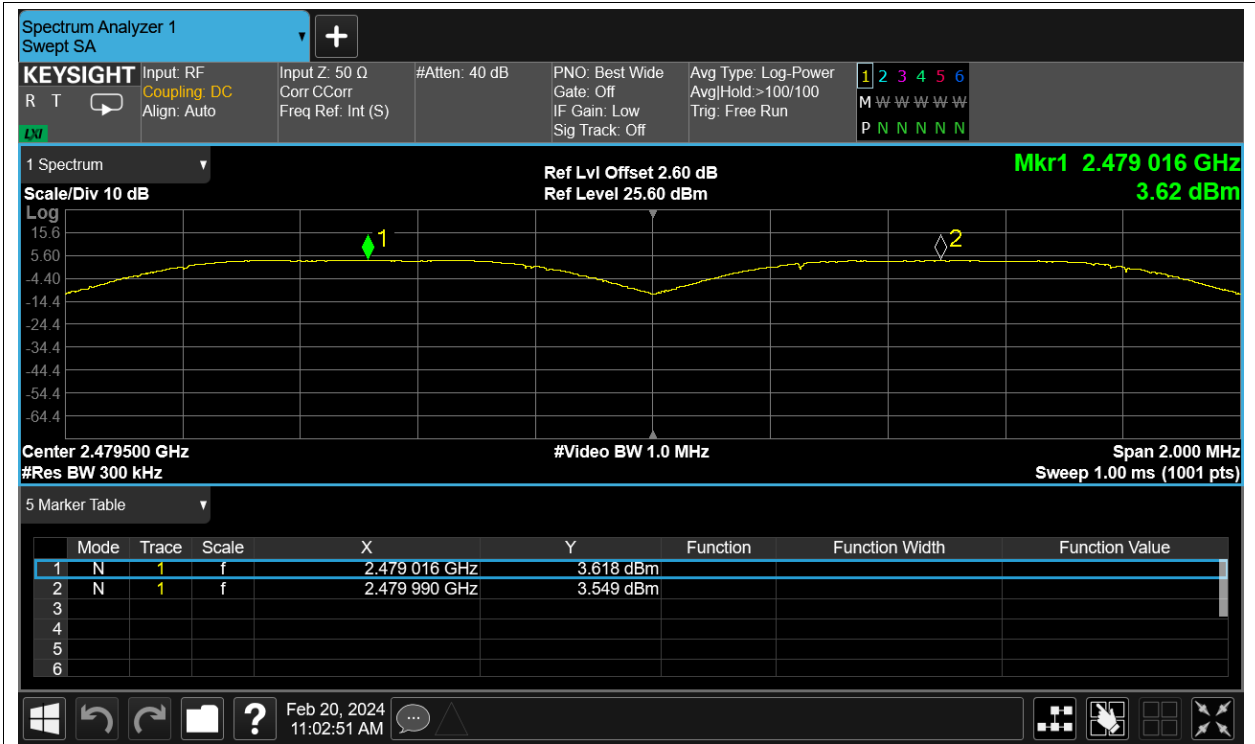 Spectrum Analyzer 1
Swept SA
+
KEYSIGHT
R T
LXI
Input: RF
Coupling: DC
Align: Auto
Input Z: 50 Ω
Corr CCorr
Freq Ref: Int (S)
#Atten: 40 dB
PNO: Best Wide
Gate: Off
IF Gain: Low
Sig Track: Off
Avg Type: Log-Power
Avg|Hold:>100/100
Trig: Free Run
1 2 3 4 5 6
M W W W W W
P N N N N N
1 Spectrum
Scale/Div 10 dB
Ref Lvl Offset 2.60 dB
Ref Level 25.60 dBm
Mkr1 2.479 016 GHz
3.62 dBm
Log
15.6
5.60
-4.40
-14.4
-24.4
-34.4
-44.4
-54.4
-64.4
1
2
Center 2.479500 GHz
#Res BW 300 kHz
#Video BW 1.0 MHz
Span 2.000 MHz
Sweep 1.00 ms (1001 pts)
5 Marker Table
Mode Trace Scale X Y Function Function Width Function Value
1 N 1 f 2.479 016 GHz 3.618 dBm
2 N 1 f 2.479 990 GHz 3.549 dBm
3
4
5
6
?
Feb 20, 2024
11:02:51 AM